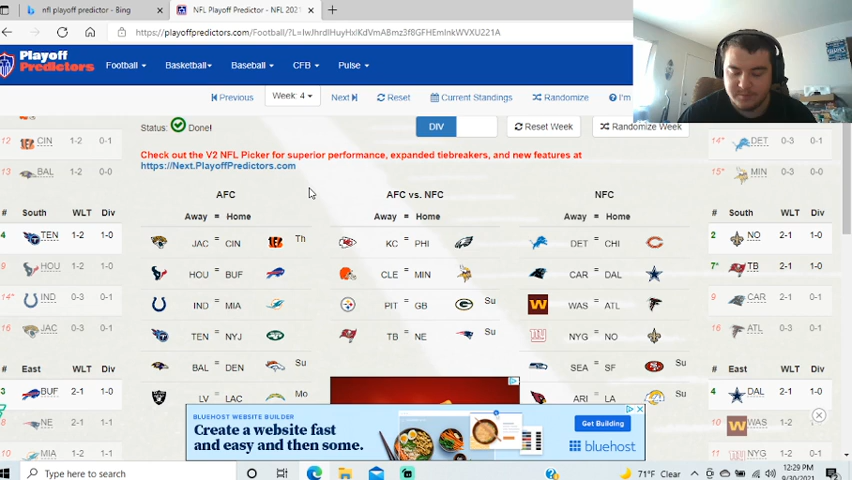 nfl playoff predictor - Bing
NFL Playoff Predictor - NFL 2021
https://playoffpredictors.com/Football/?L=
Playoff Predictors
Football Basketball Baseball CFB Pulse
Previous Week: 4 Next Reset Current Standings Randomize I'm
Status: Done! DIV Reset Week Randomize Week
Check out the V2 NFL Picker for superior performance, expanded tiebreakers, and new features at
https://Next.PlayoffPredictors.com
12 CIN 1-2 0-1
13 BAL 1-2 0-0
# South WLT Div
4 TEN 1-2 1-0
9 HOU 1-2 1-0
14* IND 0-3 0-1
16 JAC 0-3 0-1
# East WLT Div
3 BUF 2-1 1-0
8 NE 2-1 0-1
10 MIA 1-2 1-1
AFC
Away = Home
JAC = CIN Th
HOU = BUF
IND = MIA
TEN = NYJ
BAL = DEN Su
LV = LAC Mo
AFC vs. NFC
Away = Home
KC = PHI
CLE = MIN
PIT = GB Su
TB = NE Su
NFC
Away = Home
DET = CHI
CAR = DAL
WAS = ATL
NYG = NO
SEA = SF Su
ARI = LA Su
14* DET 0-3 0-1
15* MIN
# South WLT Div
2 NO 2-1 1-0
7* TB 2-1 1-0
9 CAR 2-1 0-1
16 ATL
# East WLT Div
4 DAL 2-1 1-0
10 WAS
11 NYG
BLUEHOST WEBSITE BUILDER
Create a website fast
and easy and then some.
Get Building
bluehost
Type here to search
71°F Clear
12:29 PM
9/30/2021